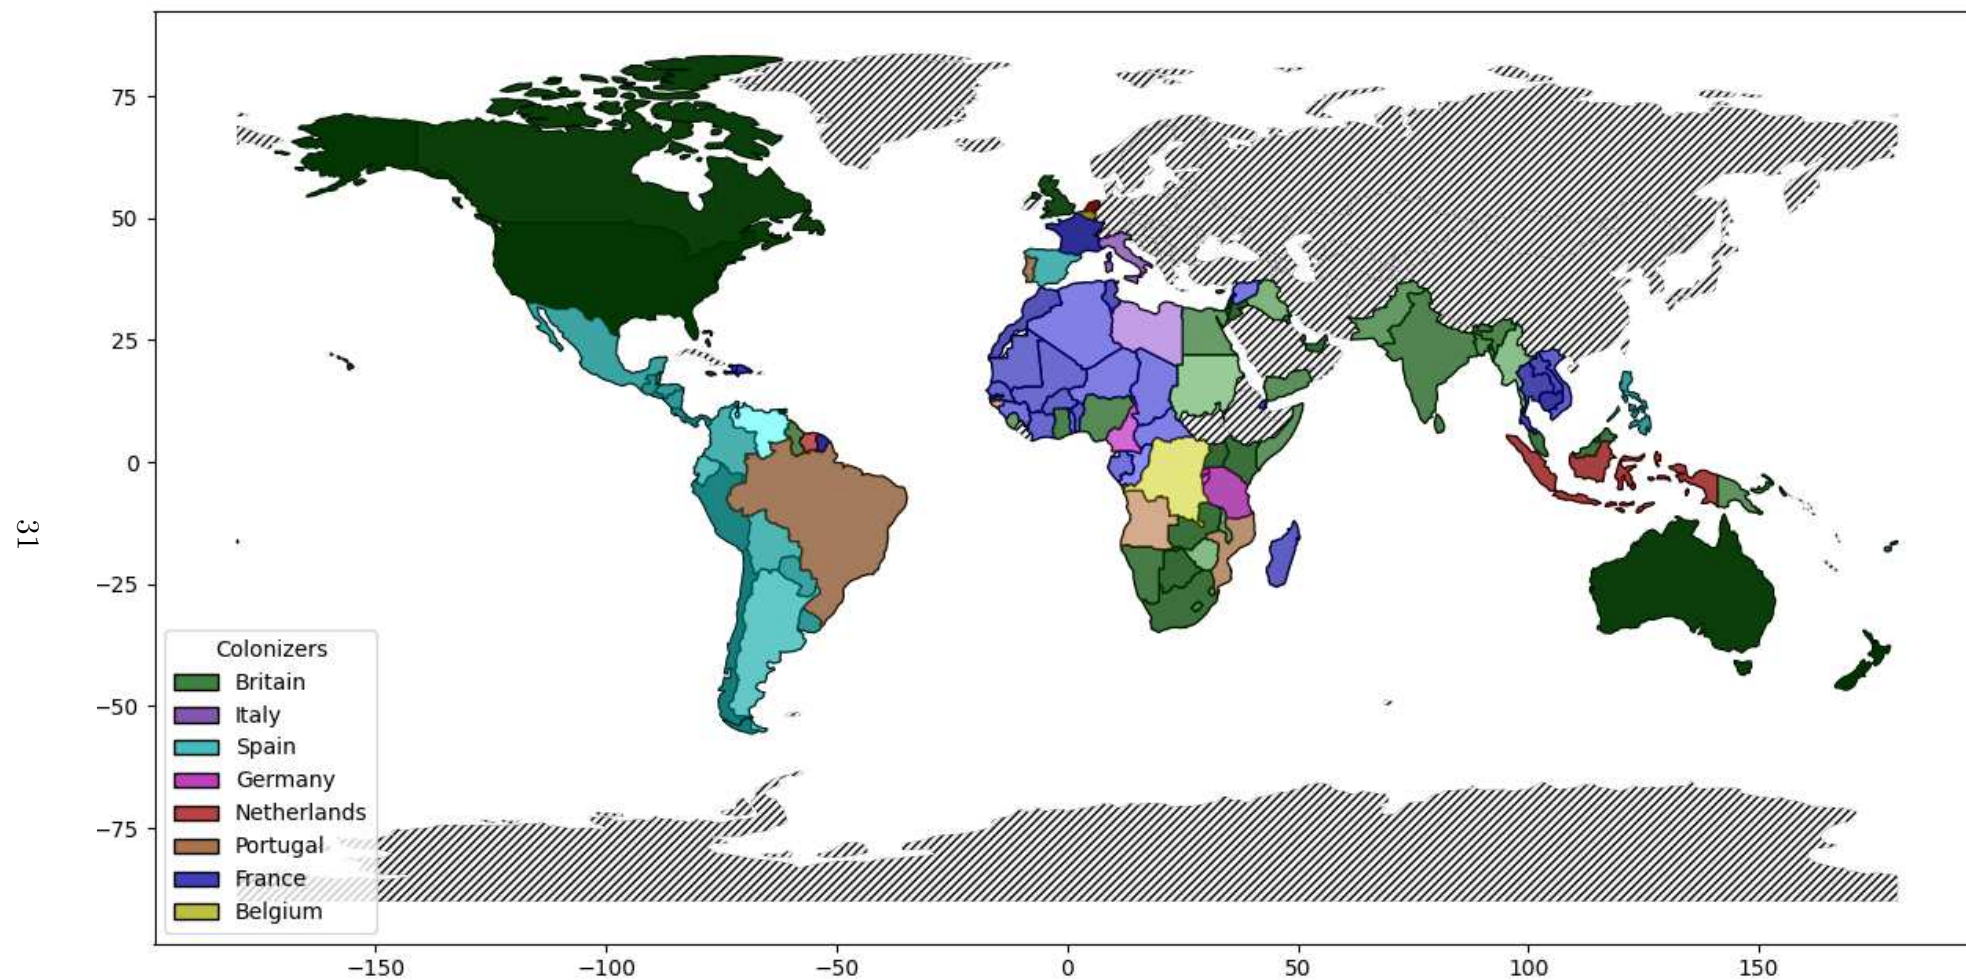 31
75
50
25
0
−25
−50
−75
Colonizers
Britain
Italy
Spain
Germany
Netherlands
Portugal
France
Belgium
−150
−100
−50
0
50
100
150